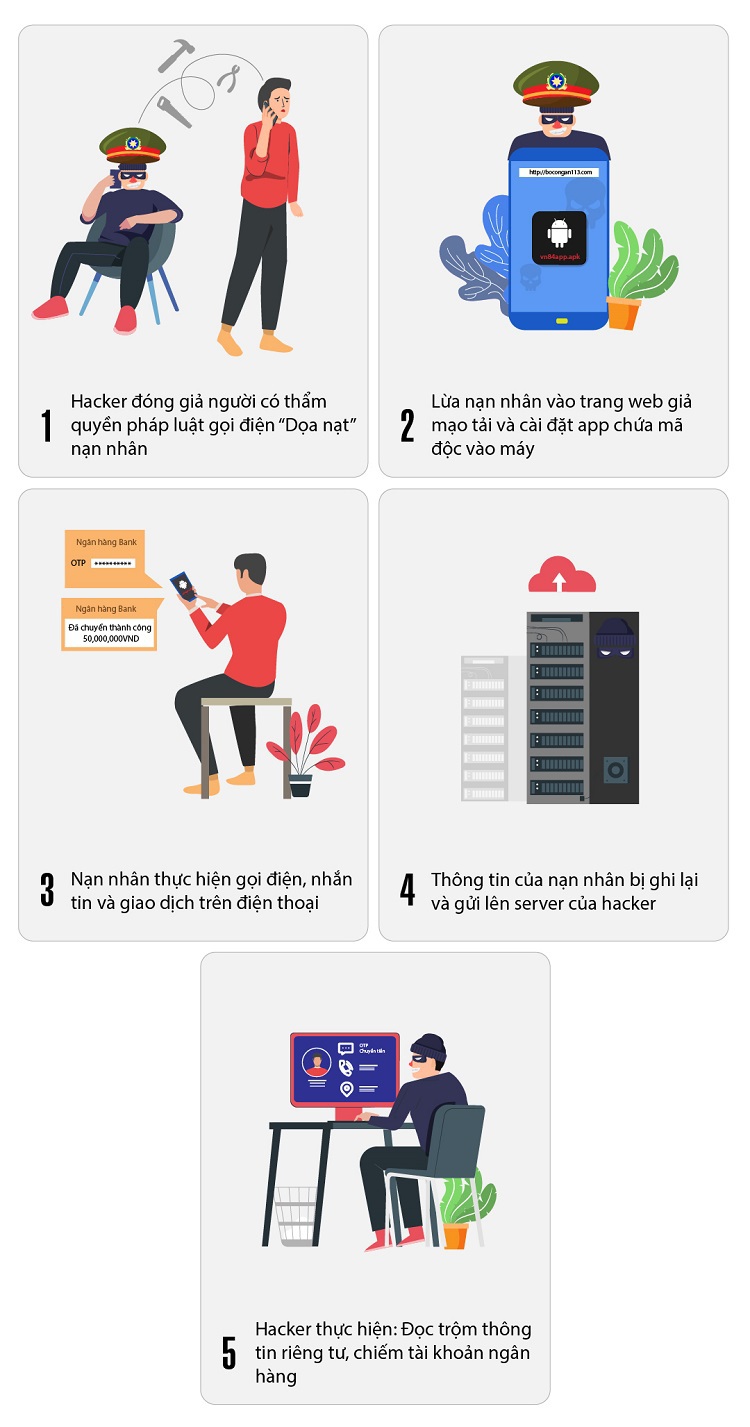 http://bocongan113.com
vn84app.apk
1
Hacker đóng giả người có thẩm
quyền pháp luật gọi điện “Dọa nạt”
nạn nhân
2
Lừa nạn nhân vào trang web giả
mạo tải và cài đặt app chứa mã
độc vào máy
Ngân hàng Bank
OTP **********
Ngân hàng Bank
Đã chuyển thành công
50,000,000VND
3
Nạn nhân thực hiện gọi điện, nhắn
tin và giao dịch trên điện thoại
4
Thông tin của nạn nhân bị ghi lại
và gửi lên server của hacker
OTP
Chuyển tiền
5
Hacker thực hiện: Đọc trộm thông
tin riêng tư, chiếm tài khoản ngân
hàng